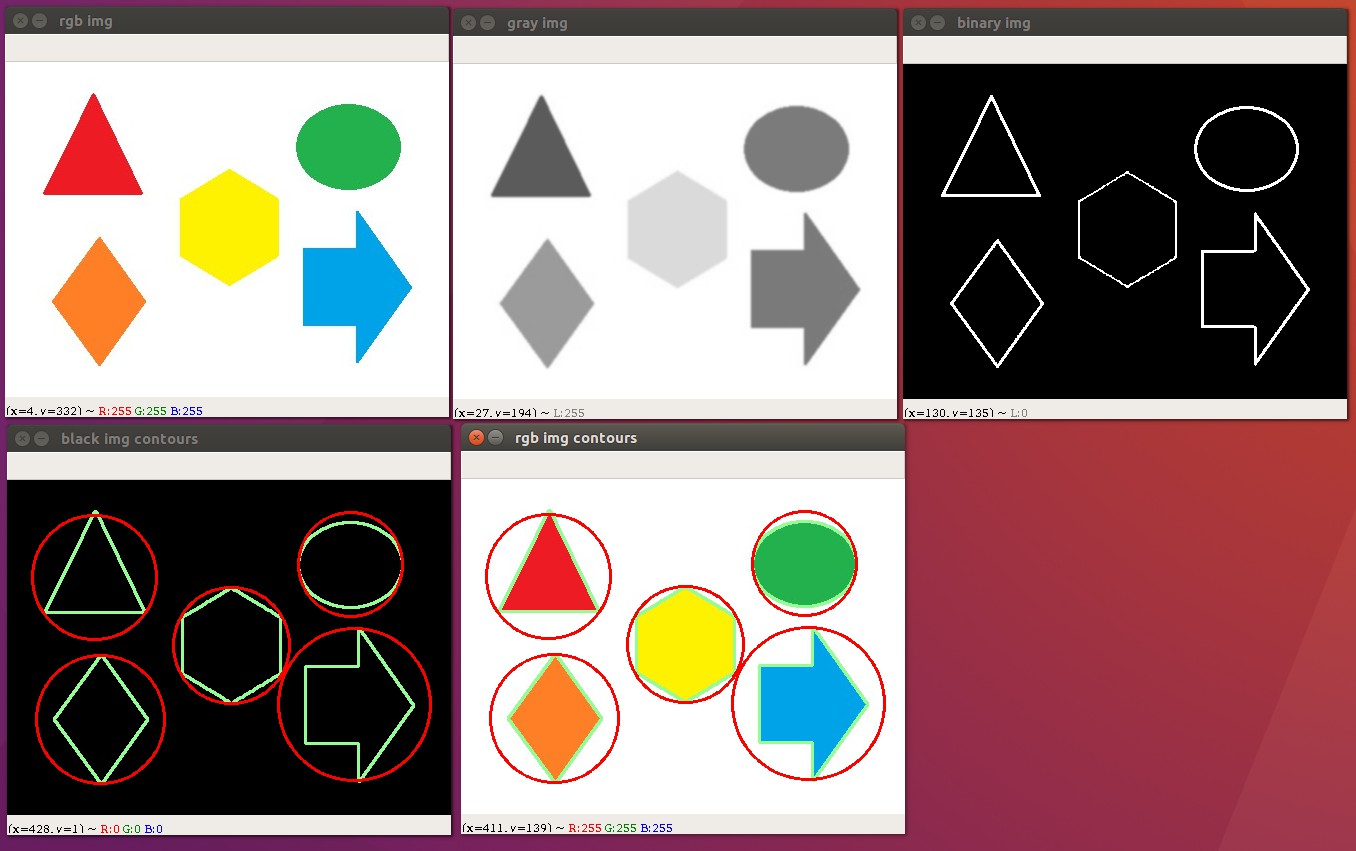 rgb img
gray img
binary img
(x=4, y=332) ~ R:255 G:255 B:255
(x=27, y=194) ~ L:255
(x=130, y=135) ~ L:0
black img contours
rgb img contours
(x=428, y=1) ~ R:0 G:0 B:0
(x=411, y=139) ~ R:255 G:255 B:255